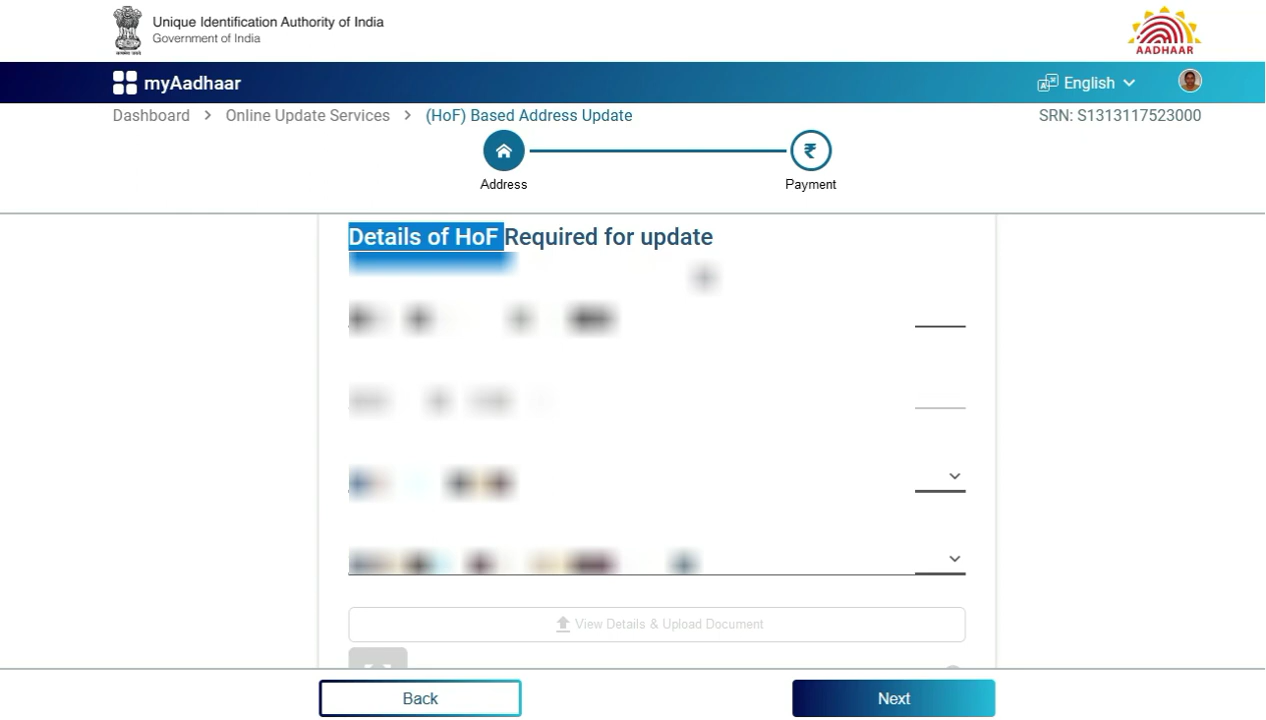 Unique Identification Authority of India
Government of India
AADHAAR
myAadhaar
English
Dashboard > Online Update Services > (HoF) Based Address Update
SRN: S1313117523000
Address
Payment
Details of HoF Required for update
View Details & Upload Document
Back
Next